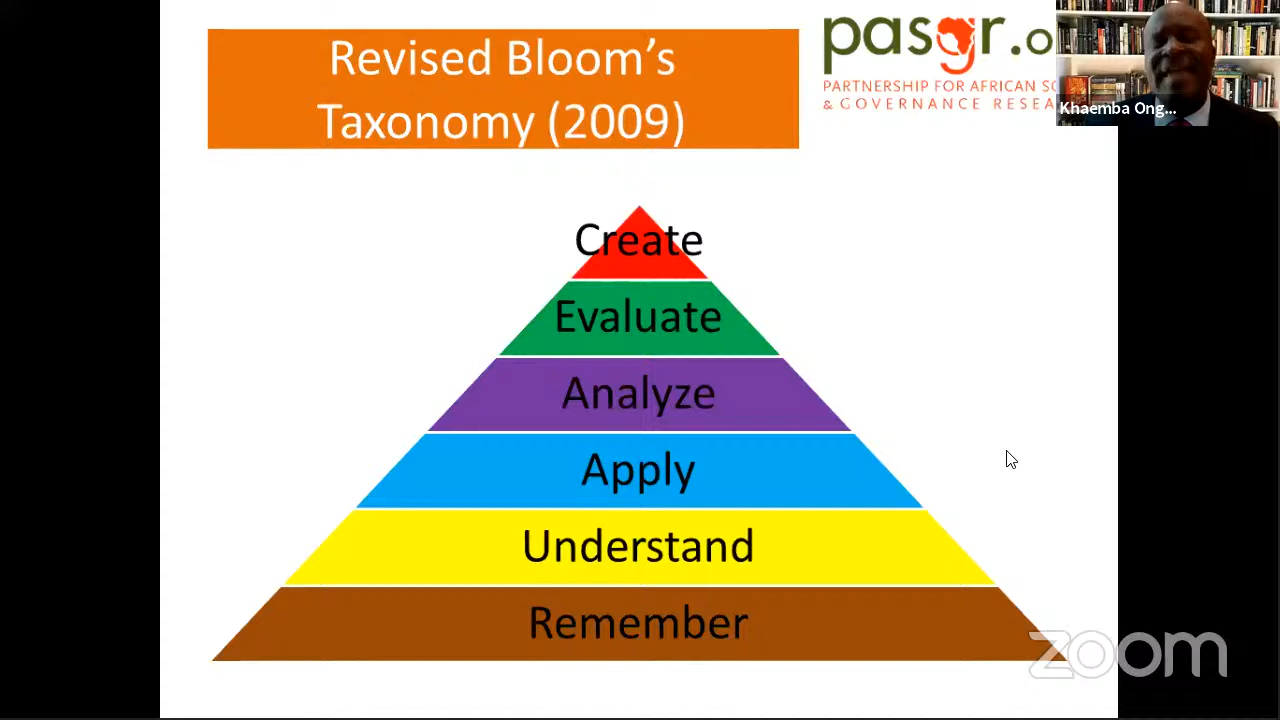 Revised Bloom's
Taxonomy (2009)
pasgr.o
PARTNERSHIP FOR AFRICAN SO
& GOVERNANCE RESEA
Khaemba Ong...
Create
Evaluate
Analyze
Apply
Understand
Remember
zoom